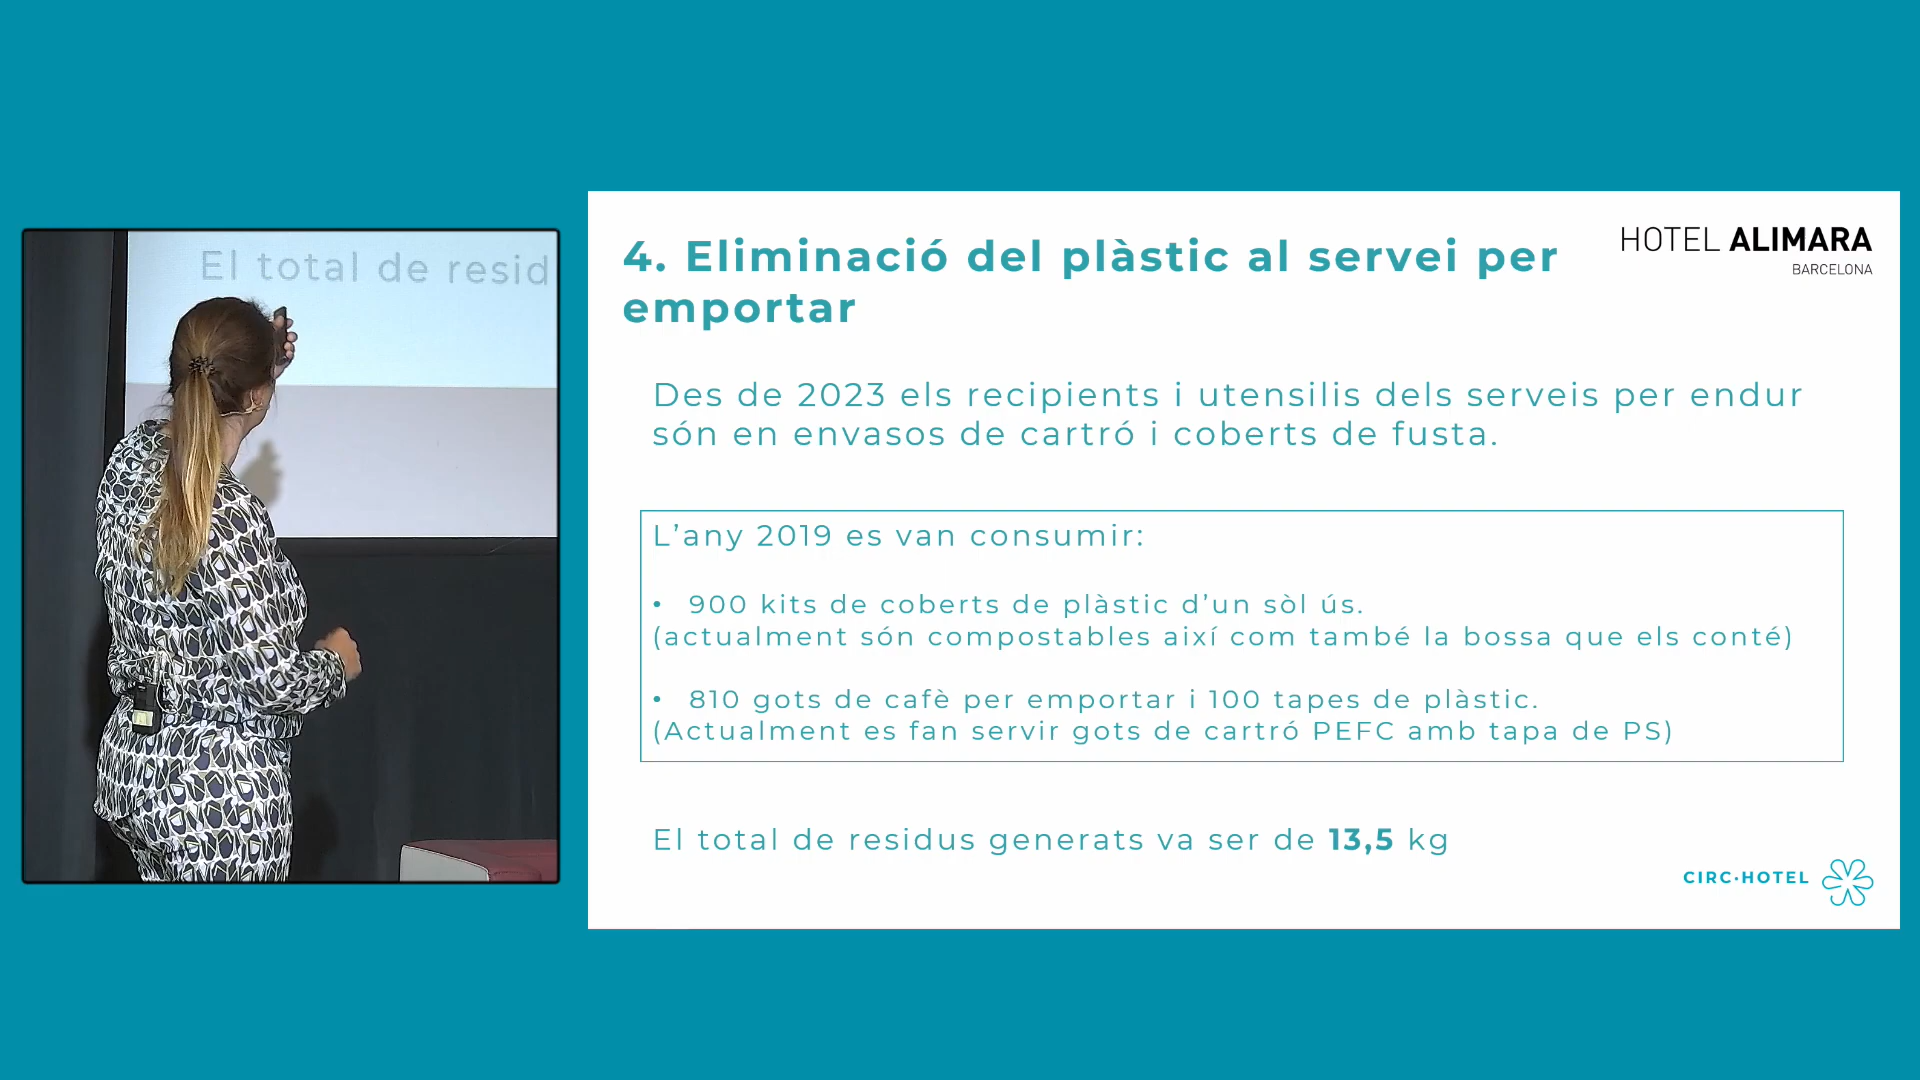 El total de resid
4. Eliminació del plàstic al servei per
emportar
HOTEL ALIMARA
BARCELONA
Des de 2023 els recipients i utensilis dels serveis per endur
són en envasos de cartró i coberts de fusta.
L’any 2019 es van consumir:
• 900 kits de coberts de plàstic d’un sòl ús.
(actualment són compostables així com també la bossa que els conté)
• 810 gots de cafè per emportar i 100 tapes de plàstic.
(Actualment es fan servir gots de cartró PEFC amb tapa de PS)
El total de residus generats va ser de 13,5 kg
CIRC·HOTEL